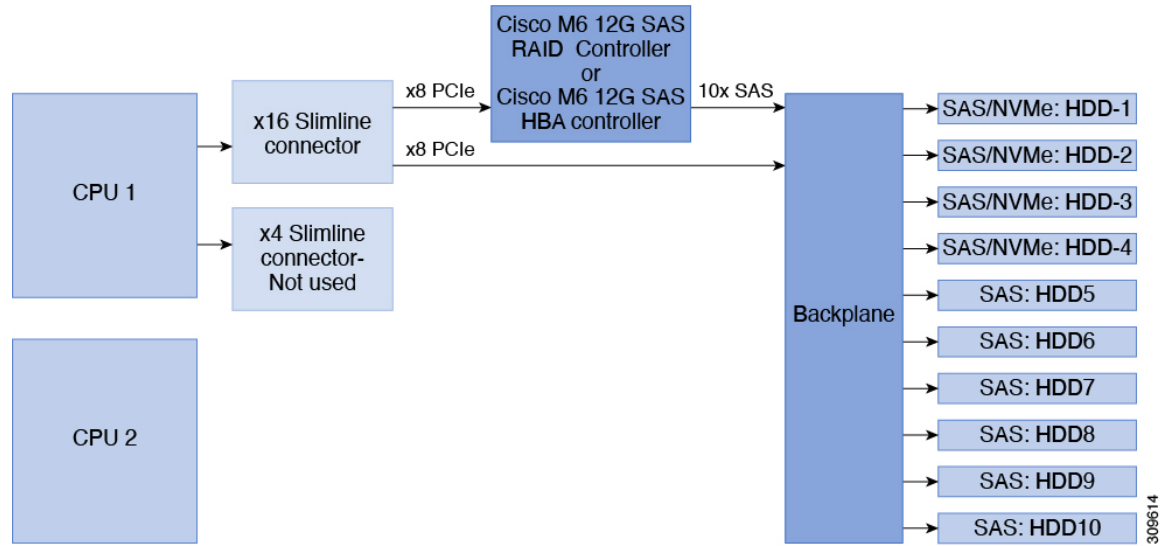 Cisco M6 12G SAS
RAID Controller
or
Cisco M6 12G SAS
HBA controller
x8 PCIe
10x SAS
x16 Slimline
connector
x8 PCIe
CPU 1
x4 Slimline
connector-
Not used
CPU 2
Backplane
SAS/NVMe: HDD-1
SAS/NVMe: HDD-2
SAS/NVMe: HDD-3
SAS/NVMe: HDD-4
SAS: HDD5
SAS: HDD6
SAS: HDD7
SAS: HDD8
SAS: HDD9
SAS: HDD10
309614